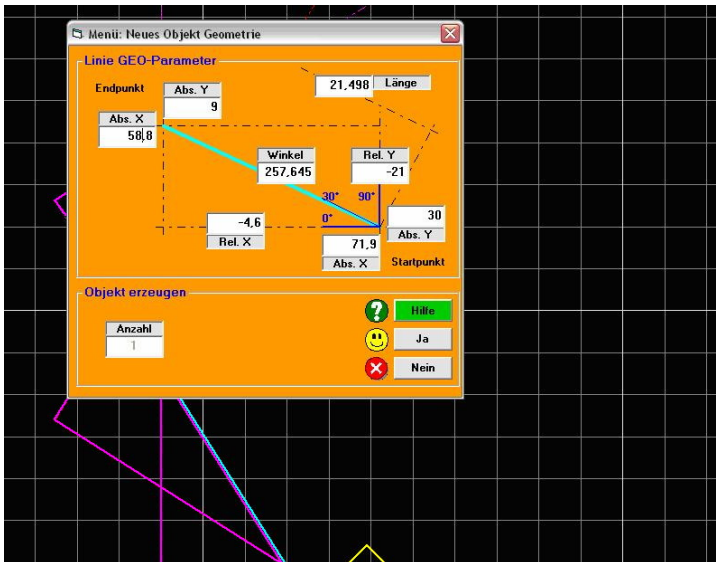 Menü: Neues Objekt Geometrie
Linie GEO-Parameter
Endpunkt
Abs. Y
9
21,498
Länge
Abs. X
58,8
Winkel
257,645
Rel. Y
-21
30°
90°
0°
-4,6
Rel. X
30
Abs. Y
71,9
Abs. X
Startpunkt
Objekt erzeugen
Anzahl
1
?
Hilfe
Ja
Nein